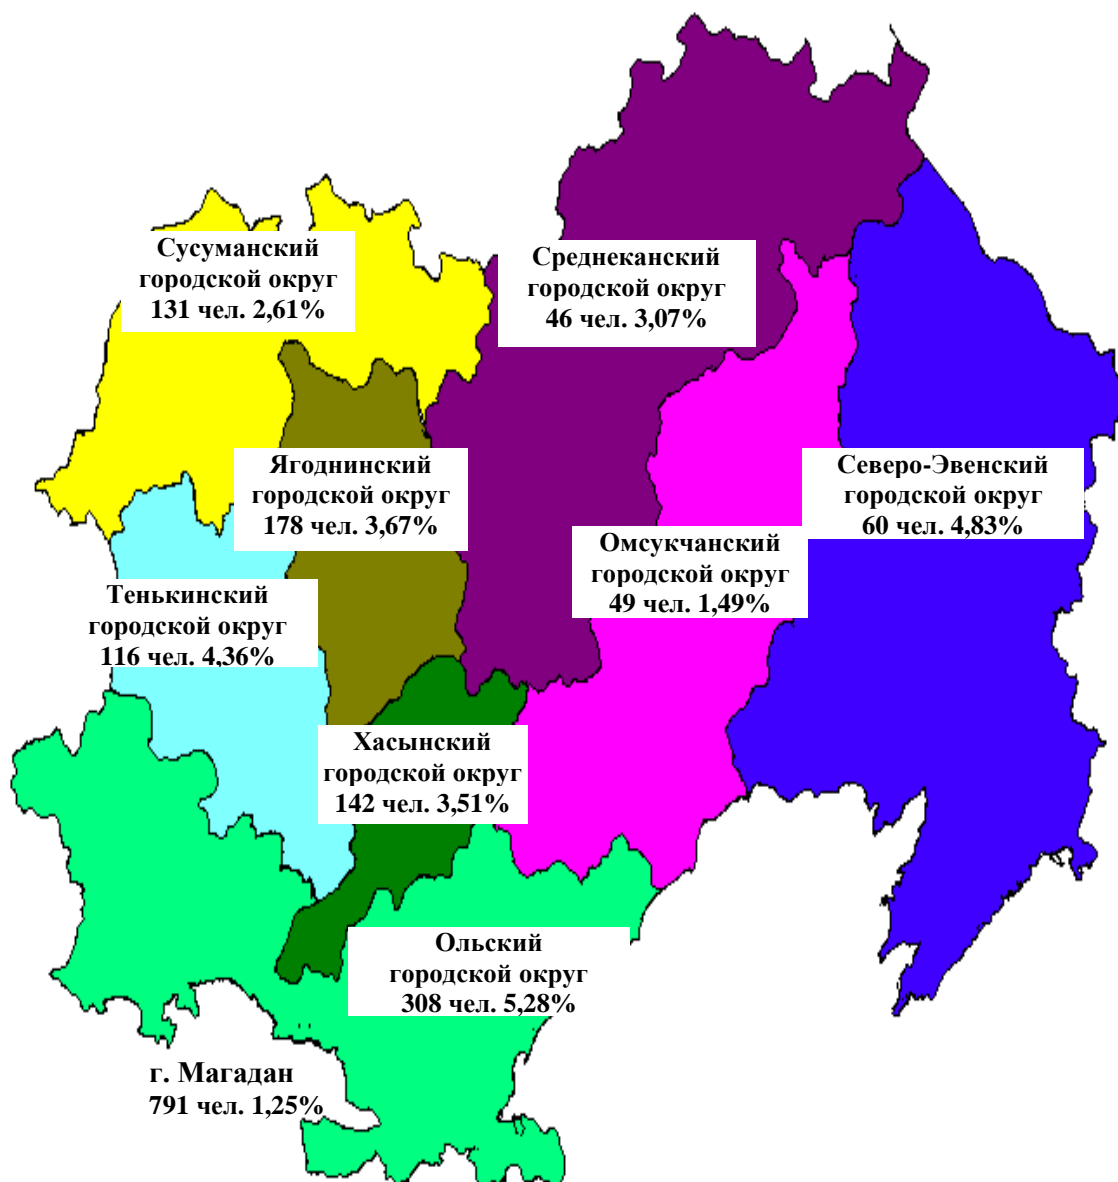 Сусуманский
городской округ
131 чел. 2,61%
Среднеканский
городской округ
46 чел. 3,07%
Ягоднинский
городской округ
178 чел. 3,67%
Северо-Эвенский
городской округ
60 чел. 4,83%
Омсукчанский
городской округ
49 чел. 1,49%
Тенькинский
городской округ
116 чел. 4,36%
Хасынский
городской округ
142 чел. 3,51%
Ольский
городской округ
308 чел. 5,28%
г. Магадан
791 чел. 1,25%